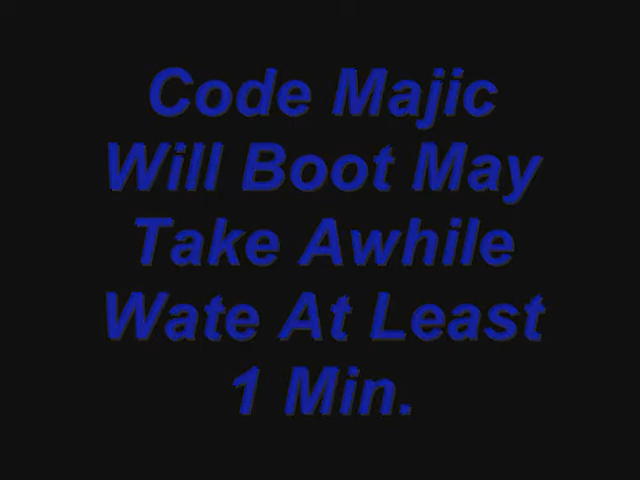 Code Majic
Will Boot May
Take Awhile
Wate At Least
1 Min.